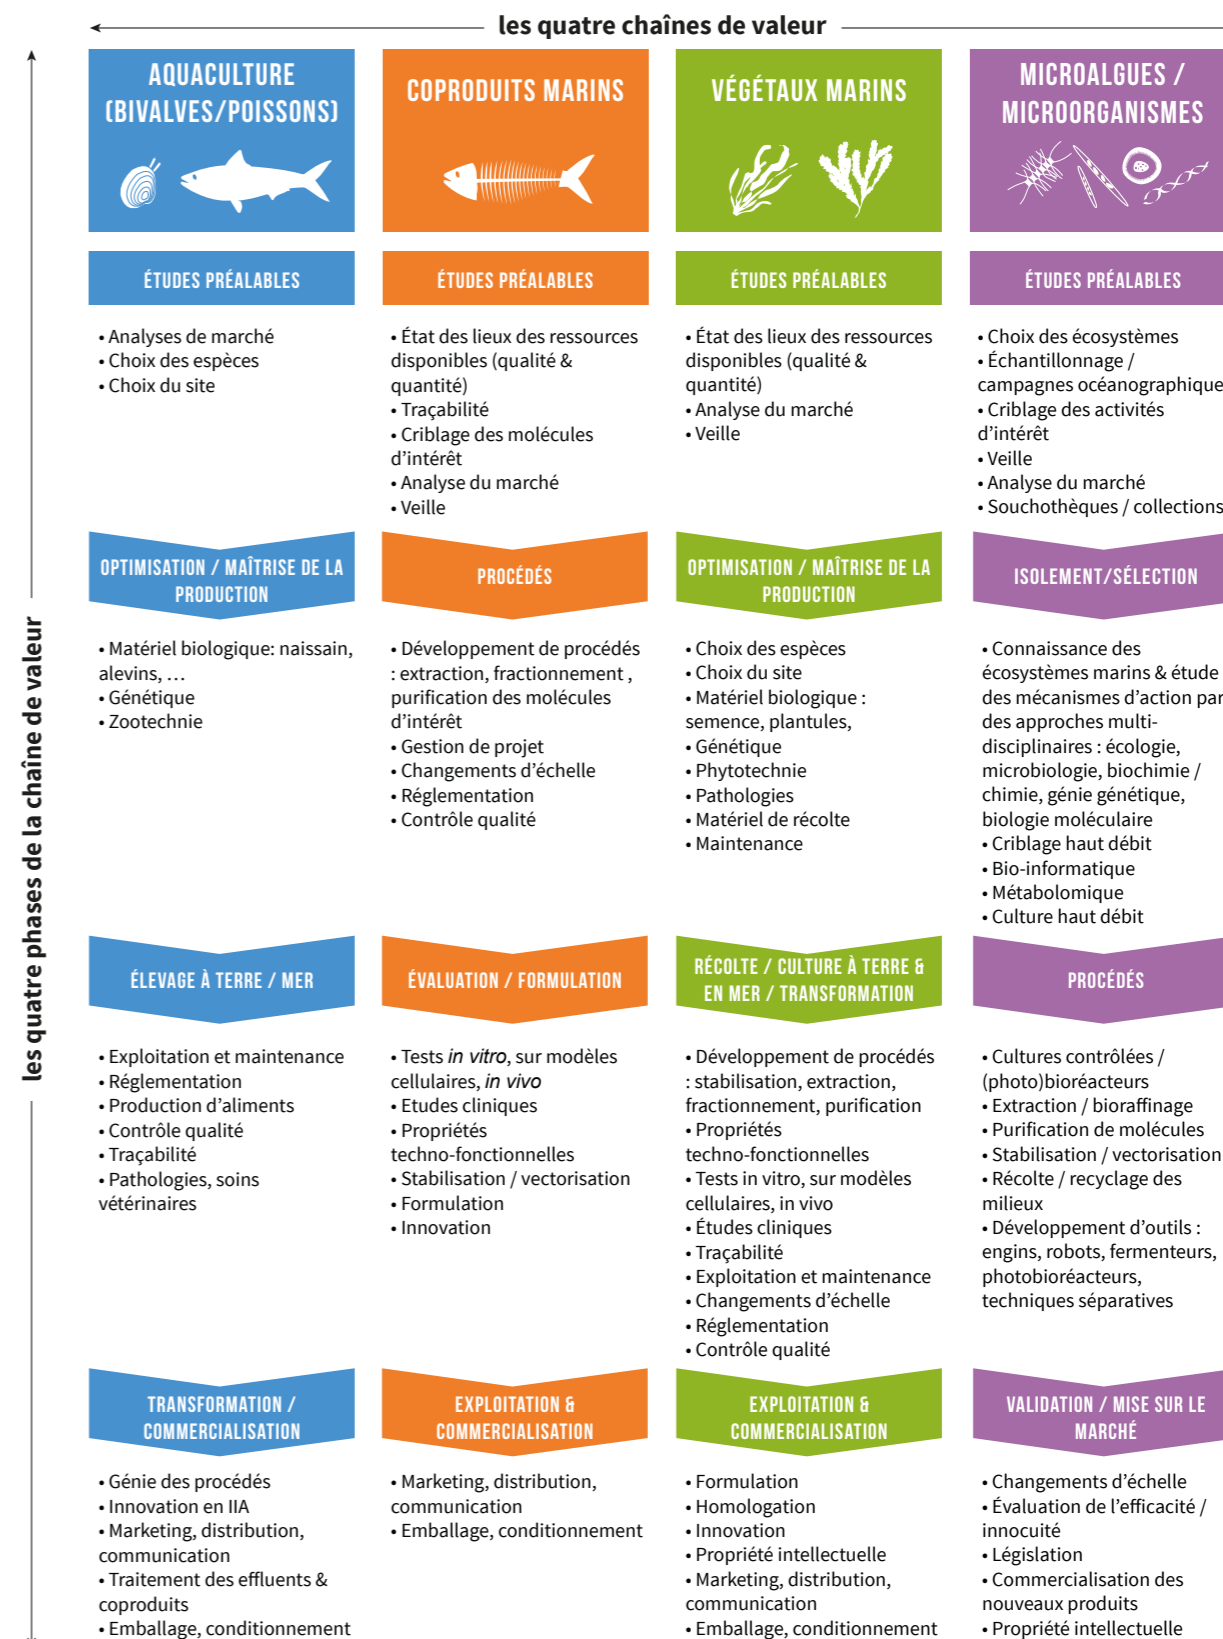 les quatre chaînes de valeur
les quatre phases de la chaîne de valeur
AQUACULTURE
(BIVALVES/POISSONS)
ÉTUDES PRÉALABLES
• Analyses de marché
• Choix des espèces
• Choix du site
OPTIMISATION / MAÎTRISE DE LA
PRODUCTION
• Matériel biologique: naissain,
alevins, …
• Génétique
• Zootechnie
ÉLEVAGE À TERRE / MER
• Exploitation et maintenance
• Réglementation
• Production d’aliments
• Contrôle qualité
• Traçabilité
• Pathologies, soins
vétérinaires
TRANSFORMATION /
COMMERCIALISATION
• Génie des procédés
• Innovation en IIA
• Marketing, distribution,
communication
• Traitement des effluents &
coproduits
• Emballage, conditionnement
COPRODUITS MARINS
ÉTUDES PRÉALABLES
• État des lieux des ressources
disponibles (qualité &
quantité)
• Traçabilité
• Criblage des molécules
d’intérêt
• Analyse du marché
• Veille
PROCÉDÉS
• Développement de procédés
: extraction, fractionnement ,
purification des molécules
d’intérêt
• Gestion de projet
• Changements d’échelle
• Réglementation
• Contrôle qualité
ÉVALUATION / FORMULATION
• Tests in vitro, sur modèles
cellulaires, in vivo
• Etudes cliniques
• Propriétés
techno-fonctionnelles
• Stabilisation / vectorisation
• Formulation
• Innovation
EXPLOITATION &
COMMERCIALISATION
• Marketing, distribution,
communication
• Emballage, conditionnement
VÉGÉTAUX MARINS
ÉTUDES PRÉALABLES
• État des lieux des ressources
disponibles (qualité &
quantité)
• Analyse du marché
• Veille
OPTIMISATION / MAÎTRISE DE LA
PRODUCTION
• Choix des espèces
• Choix du site
• Matériel biologique :
semence, plantules,
• Génétique
• Phytotechnie
• Pathologies
• Matériel de récolte
• Maintenance
RÉCOLTE / CULTURE À TERRE &
EN MER / TRANSFORMATION
• Développement de procédés
: stabilisation, extraction,
fractionnement, purification
• Propriétés
techno-fonctionnelles
• Tests in vitro, sur modèles
cellulaires, in vivo
• Études cliniques
• Traçabilité
• Exploitation et maintenance
• Changements d’échelle
• Réglementation
• Contrôle qualité
EXPLOITATION &
COMMERCIALISATION
• Formulation
• Homologation
• Innovation
• Propriété intellectuelle
• Marketing, distribution,
communication
• Emballage, conditionnement
MICROALGUES /
MICROORGANISMES
ÉTUDES PRÉALABLES
• Choix des écosystèmes
• Échantillonnage /
campagnes océanographique
• Criblage des activités
d’intérêt
• Veille
• Analyse du marché
• Souchothèques / collections
ISOLEMENT/SÉLECTION
• Connaissance des
écosystèmes marins & étude
des mécanismes d’action par
des approches multi-
disciplinaires : écologie,
microbiologie, biochimie /
chimie, génie génétique,
biologie moléculaire
• Criblage haut débit
• Bio-informatique
• Métabolomique
• Culture haut débit
PROCÉDÉS
• Cultures contrôlées /
(photo)bioréacteurs
• Extraction / bioraffinage
• Purification de molécules
• Stabilisation / vectorisation
• Récolte / recyclage des
milieux
• Développement d’outils :
engins, robots, fermenteurs,
photobioréacteurs,
techniques séparatives
VALIDATION / MISE SUR LE
MARCHÉ
• Changements d’échelle
• Évaluation de l’efficacité /
innocuité
• Législation
• Commercialisation des
nouveaux produits
• Propriété intellectuelle